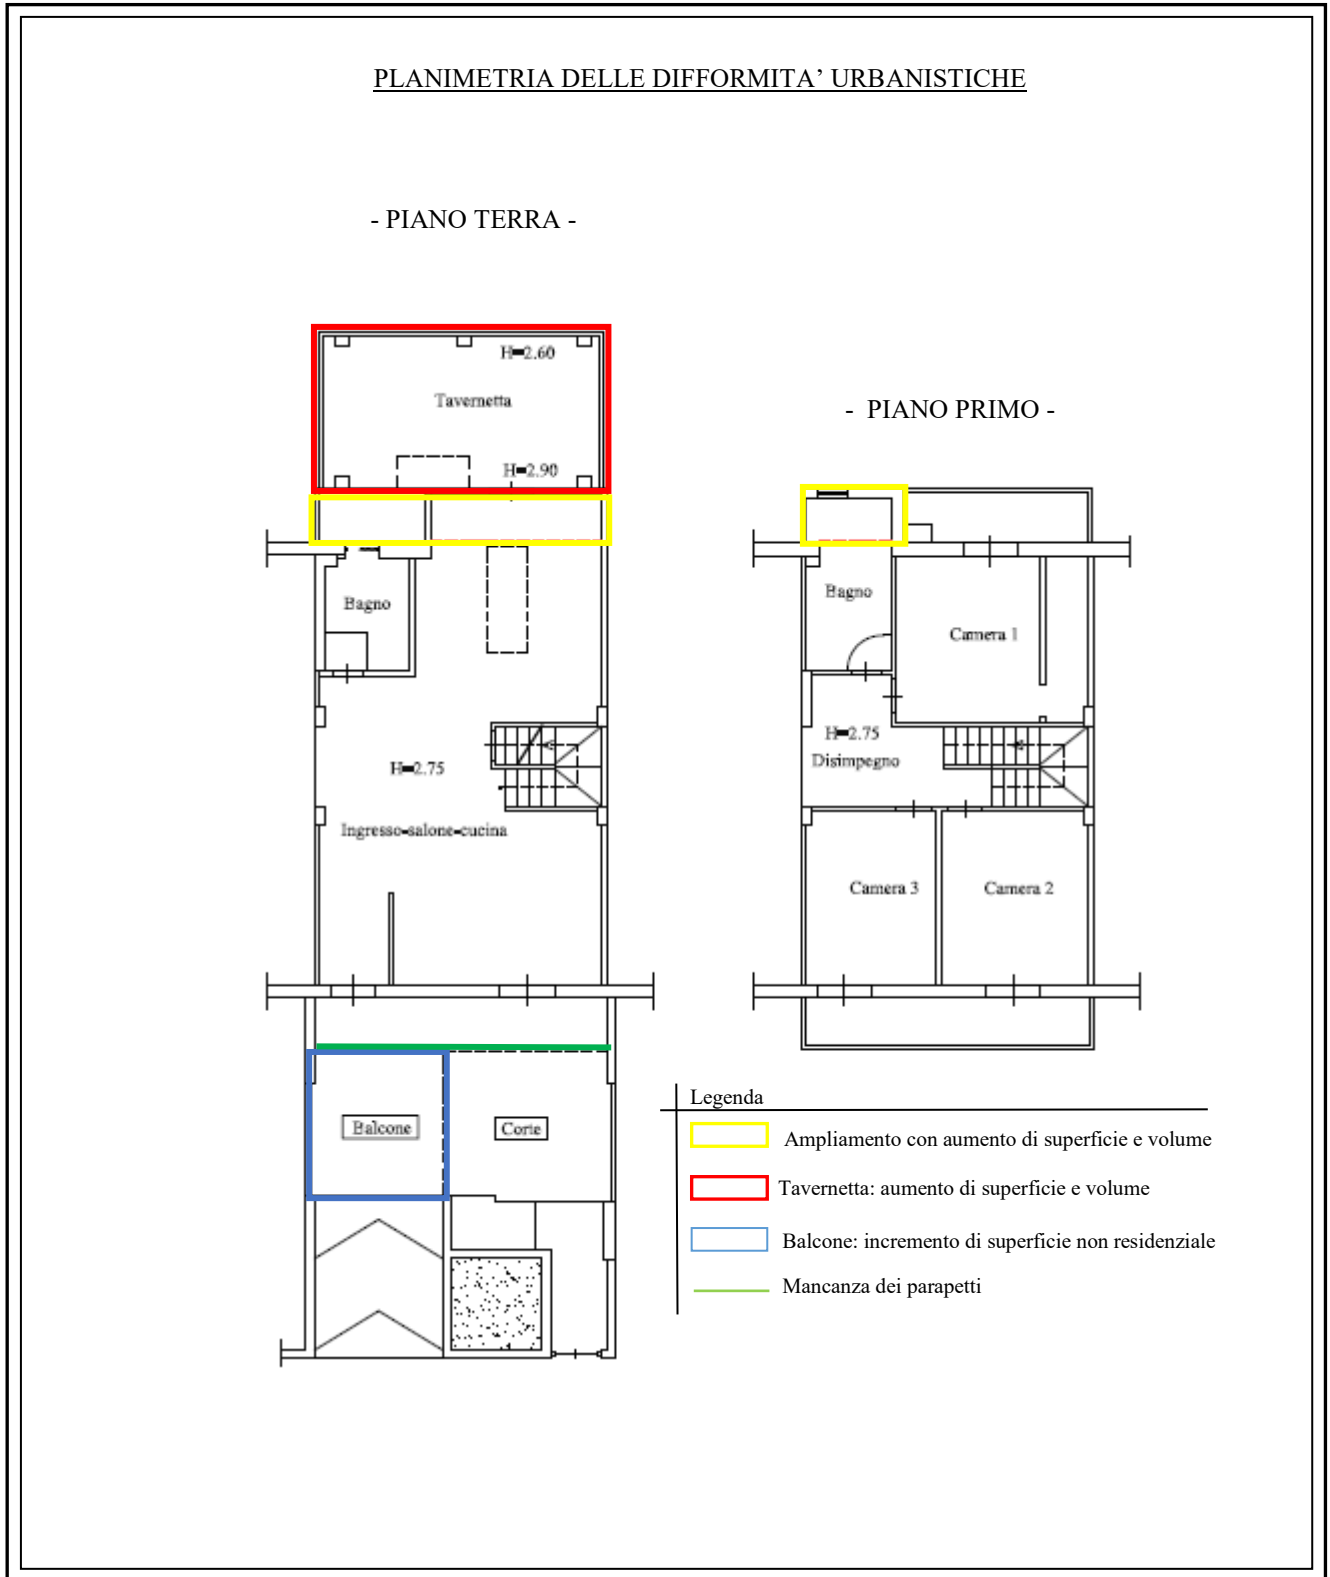 PLANIMETRIA DELLE DIFFORMITA’ URBANISTICHE
- PIANO TERRA -
H=2.60
Tavernetta
H=2.90
Bagno
H=2.75
Ingresso-salone-cucina
Balcone
Corte
- PIANO PRIMO -
Bagno
Camera 1
H=2.75
Disimpegno
Camera 3
Camera 2
Legenda
Ampliamento con aumento di superficie e volume
Tavernetta: aumento di superficie e volume
Balcone: incremento di superficie non residenziale
Mancanza dei parapetti